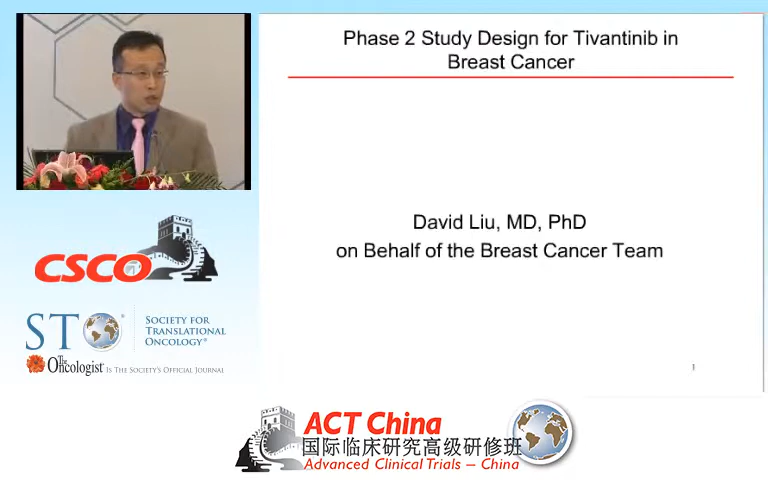 Phase 2 Study Design for Tivantinib in
Breast Cancer
David Liu, MD, PhD
on Behalf of the Breast Cancer Team
1
CSCO
STO
SOCIETY FOR
TRANSLATIONAL
ONCOLOGY®
The Oncologist® IS THE SOCIETY'S OFFICIAL JOURNAL
ACT China
国际临床研究高级研修班
Advanced Clinical Trials – China